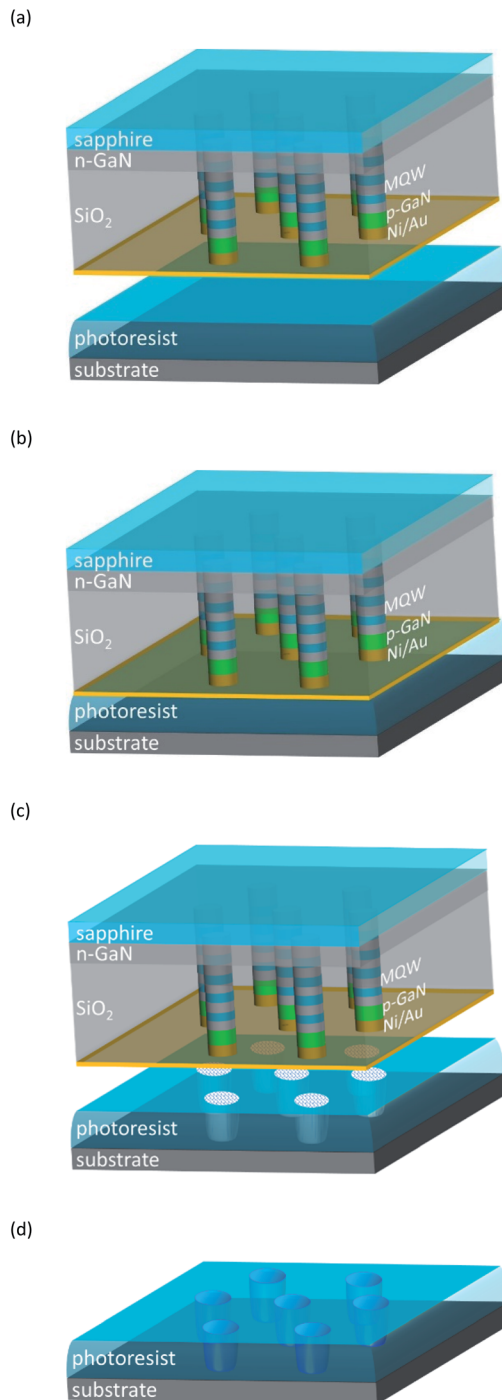 (a)
sapphire
n-GaN
SiO₂
MQW
p-GaN
Ni/Au
photoresist
substrate
(b)
sapphire
n-GaN
SiO₂
MQW
p-GaN
Ni/Au
photoresist
substrate
(c)
sapphire
n-GaN
SiO₂
MQW
p-GaN
Ni/Au
photoresist
substrate
(d)
photoresist
substrate